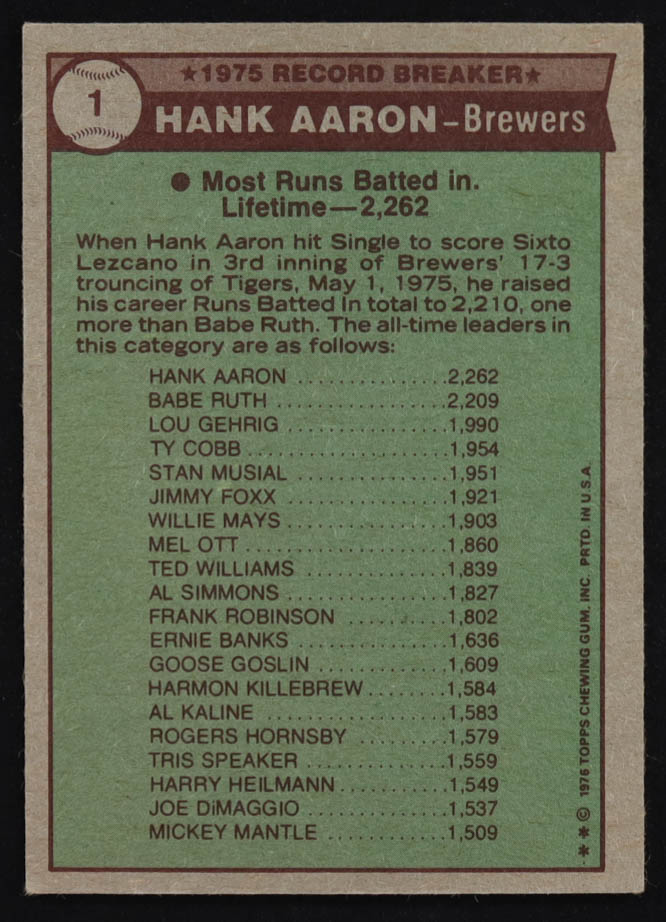 1
★1975 RECORD BREAKER★
HANK AARON–Brewers
● Most Runs Batted in.
Lifetime—2,262
When Hank Aaron hit Single to score Sixto
Lezcano in 3rd inning of Brewers' 17-3
trouncing of Tigers, May 1, 1975, he raised
his career Runs Batted In total to 2,210, one
more than Babe Ruth. The all-time leaders in
this category are as follows:
HANK AARON ...............2,262
BABE RUTH .................2,209
LOU GEHRIG ................1,990
TY COBB ....................1,954
STAN MUSIAL ...............1,951
JIMMY FOXX ................1,921
WILLIE MAYS ................1,903
MEL OTT ....................1,860
TED WILLIAMS ..............1,839
AL SIMMONS ................1,827
FRANK ROBINSON ...........1,802
ERNIE BANKS ...............1,636
GOOSE GOSLIN .............1,609
HARMON KILLEBREW ........1,584
AL KALINE ..................1,583
ROGERS HORNSBY .........1,579
TRIS SPEAKER ..............1,559
HARRY HEILMANN ...........1,549
JOE DiMAGGIO ..............1,537
MICKEY MANTLE ............1,509
* * © 1976 TOPPS CHEWING GUM, INC. PRTD. IN U.S.A.